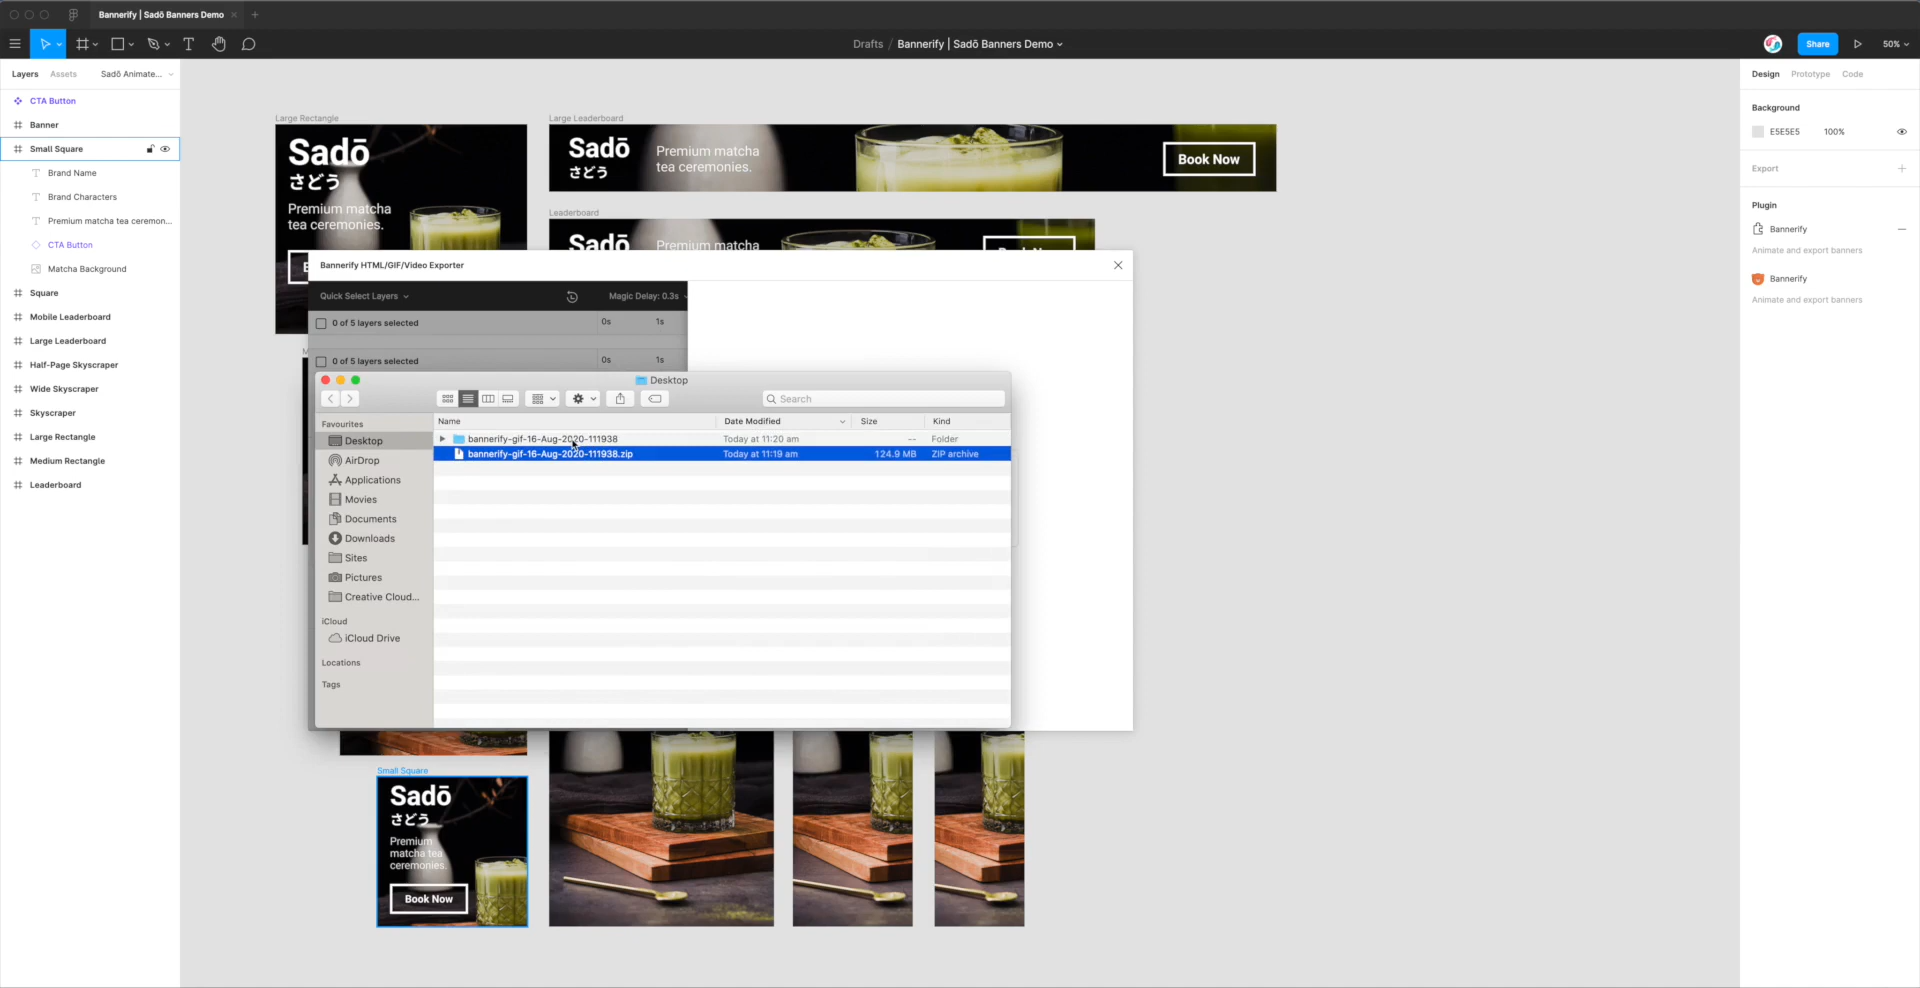 Bannerify | Sadō Banners Demo
Drafts / Bannerify | Sadō Banners Demo
Share
50%
Layers
Assets
Sadō Animate...
CTA Button
Banner
Small Square
Brand Name
Brand Characters
Premium matcha tea ceremon...
CTA Button
Matcha Background
Square
Mobile Leaderboard
Large Leaderboard
Half-Page Skyscraper
Wide Skyscraper
Skyscraper
Large Rectangle
Medium Rectangle
Leaderboard
Large Rectangle
Sadō
さどう
Premium matcha
tea ceremonies.
Large Leaderboard
Sadō
さどう
Premium matcha
tea ceremonies.
Book Now
Leaderboard
Sadō
Premium matcha
Bannerify HTML/GIF/Video Exporter
Quick Select Layers
Magic Delay: 0.3s
0 of 5 layers selected
0s
1s
0 of 5 layers selected
0s
1s
Desktop
Search
Favourites
Desktop
AirDrop
Applications
Movies
Documents
Downloads
Sites
Pictures
Creative Cloud...
iCloud
iCloud Drive
Locations
Tags
Name
Date Modified
Size
Kind
bannerify-gif-16-Aug-2020-111938
Today at 11:20 am
--
Folder
bannerify-gif-16-Aug-2020-111938.zip
Today at 11:19 am
124.9 MB
ZIP archive
Small Square
Sadō
さどう
Premium
matcha tea
ceremonies.
Book Now
Design
Prototype
Code
Background
E5E5E5
100%
Export
Plugin
Bannerify
Animate and export banners
Bannerify
Animate and export banners